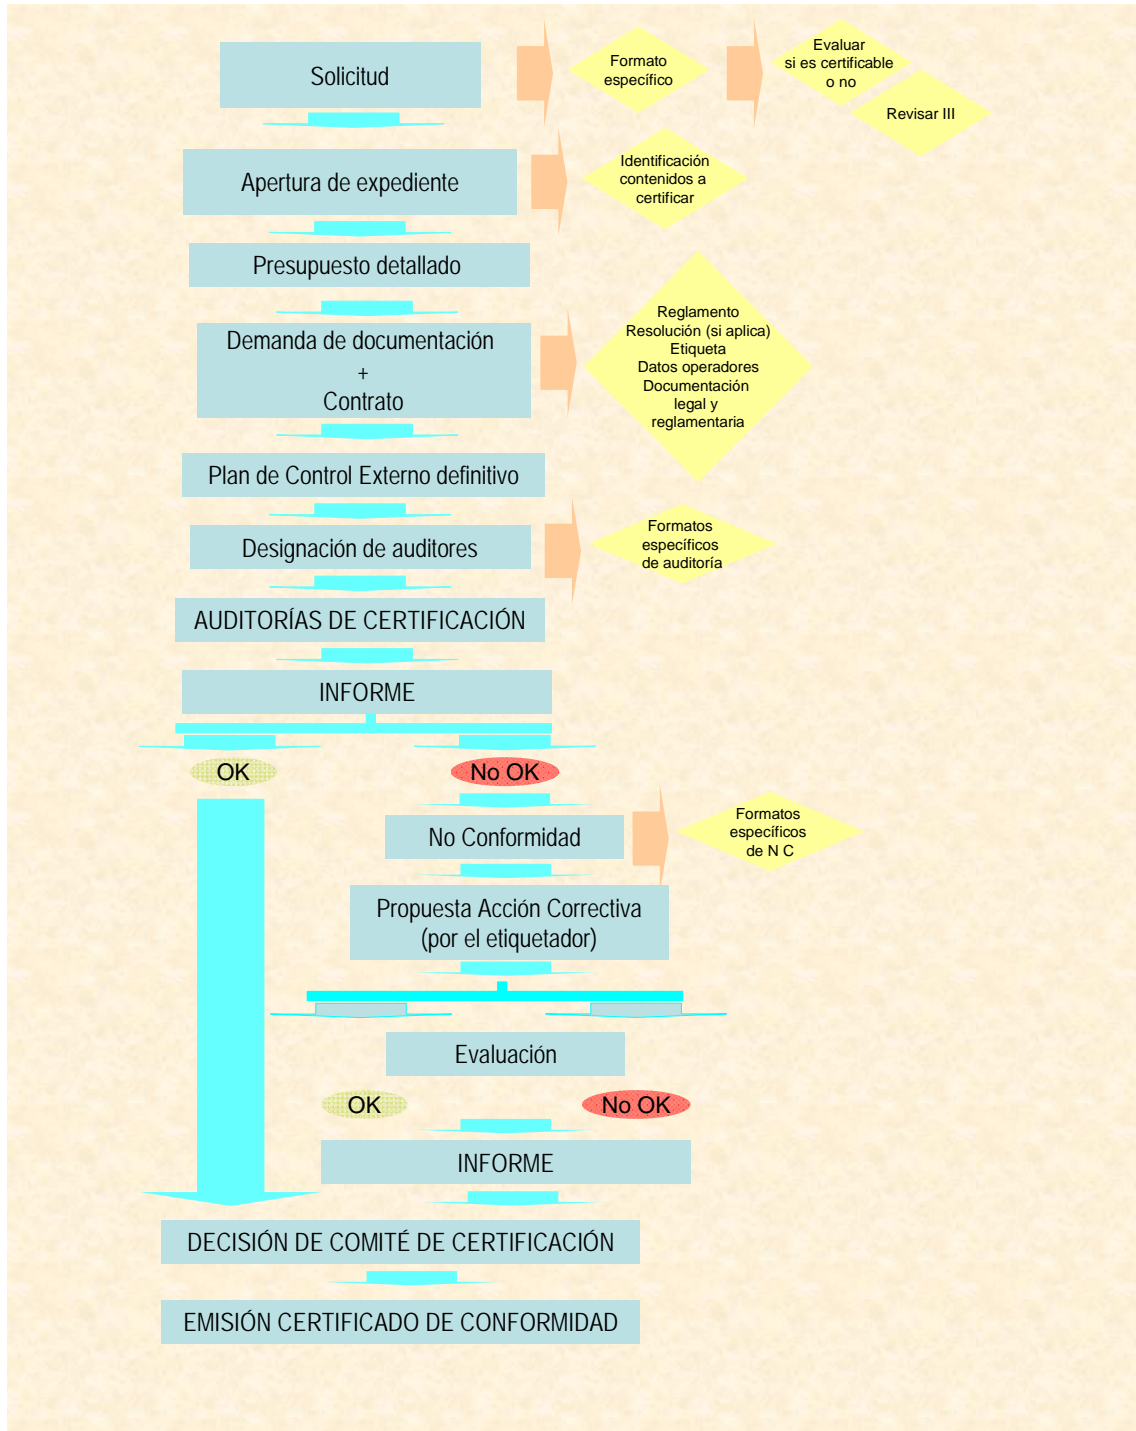 Solicitud
Formato
específico
Evaluar
si es certificable
o no
Revisar III
Apertura de expediente
Identificación
contenidos a
certificar
Presupuesto detallado
Demanda de documentación
+
Contrato
Reglamento
Resolución (si aplica)
Etiqueta
Datos operadores
Documentación
legal y
reglamentaria
Plan de Control Externo definitivo
Designación de auditores
Formatos
específicos
de auditoría
AUDITORÍAS DE CERTIFICACIÓN
INFORME
OK
No OK
No Conformidad
Formatos
específicos
de N C
Propuesta Acción Correctiva
(por el etiquetador)
Evaluación
OK
No OK
INFORME
DECISIÓN DE COMITÉ DE CERTIFICACIÓN
EMISIÓN CERTIFICADO DE CONFORMIDAD